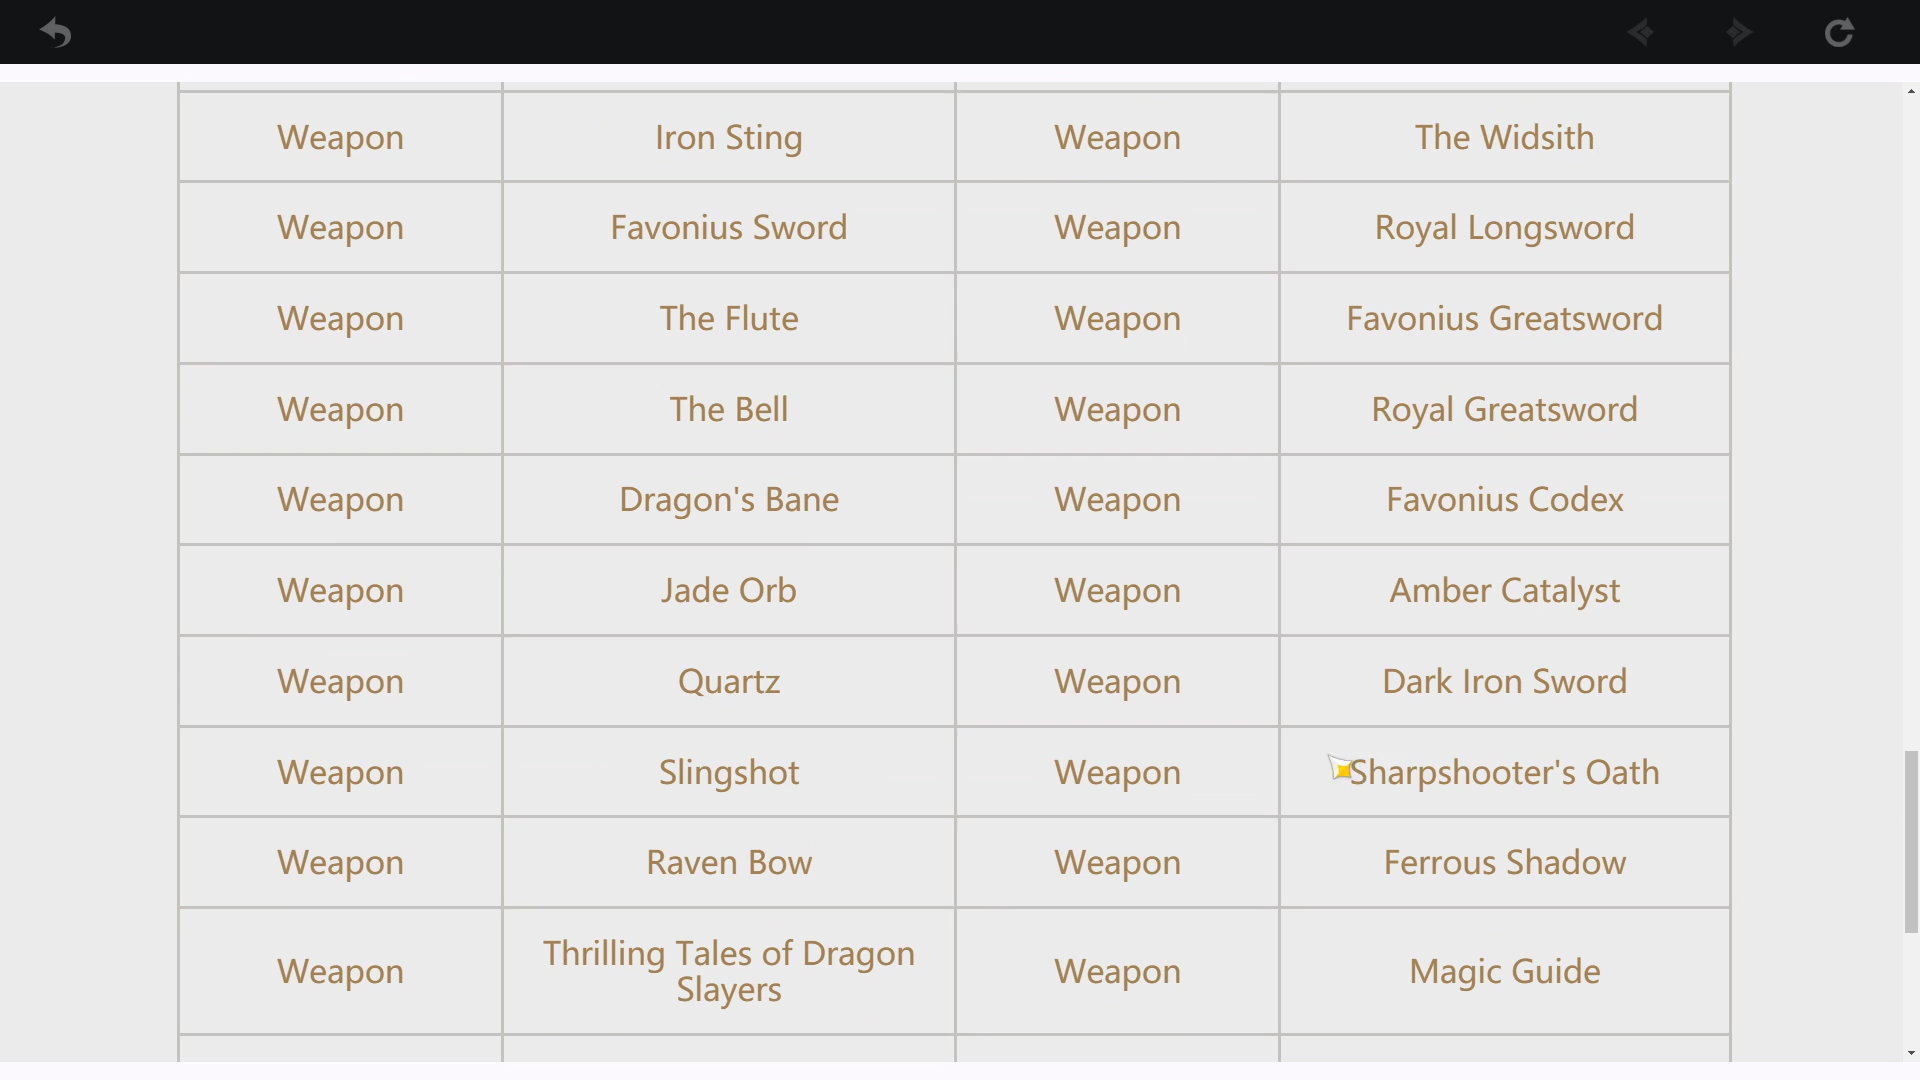 Weapon Iron Sting Weapon The Widsith
Weapon Favonius Sword Weapon Royal Longsword
Weapon The Flute Weapon Favonius Greatsword
Weapon The Bell Weapon Royal Greatsword
Weapon Dragon's Bane Weapon Favonius Codex
Weapon Jade Orb Weapon Amber Catalyst
Weapon Quartz Weapon Dark Iron Sword
Weapon Slingshot Weapon Sharpshooter's Oath
Weapon Raven Bow Weapon Ferrous Shadow
Weapon Thrilling Tales of Dragon
Slayers Weapon Magic Guide